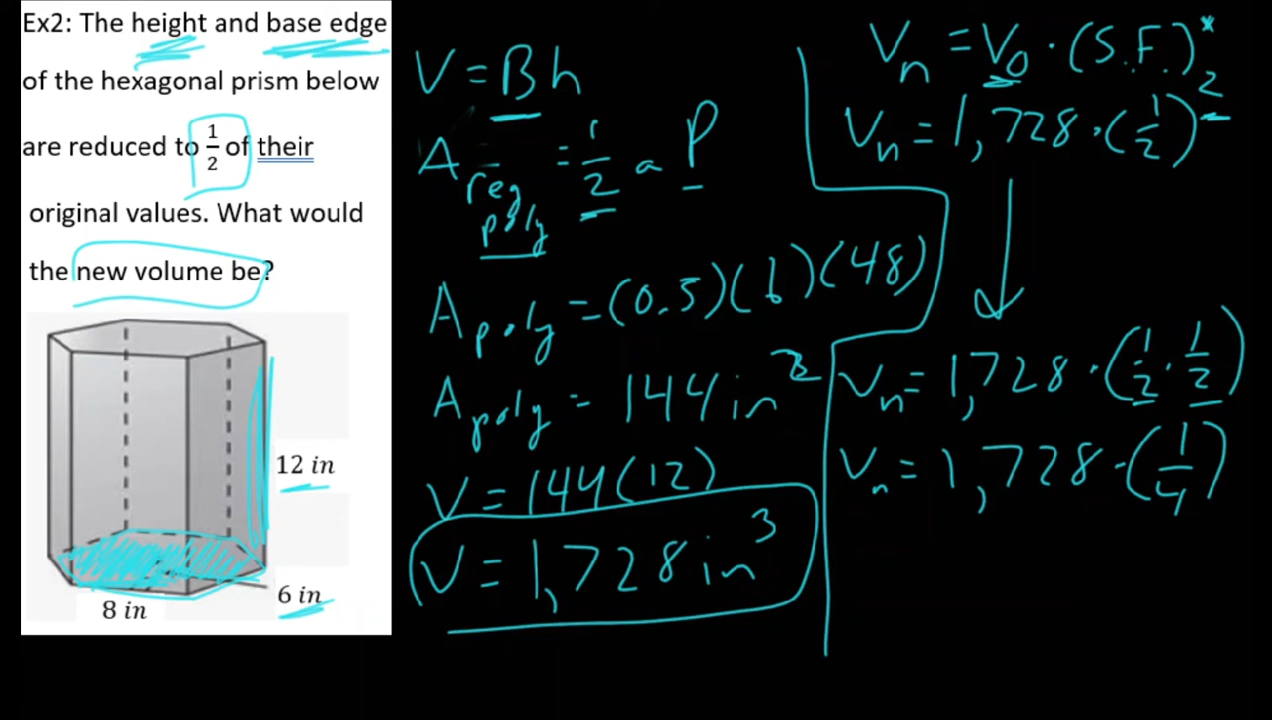 Ex2: The height and base edge
of the hexagonal prism below
are reduced to 1/2 of their
original values. What would
the new volume be?
12 in
6 in
8 in
V = Bh
A reg poly = 1/2 a P
A poly = (0.5)(6)(48)
A poly = 144 in²
V = 144(12)
V = 1,728 in³
Vn = Vo · (S.F.)*
Vn = 1,728 · (1/2)²
Vn = 1,728 · (1/2 · 1/2)
Vn = 1,728 · (1/4)